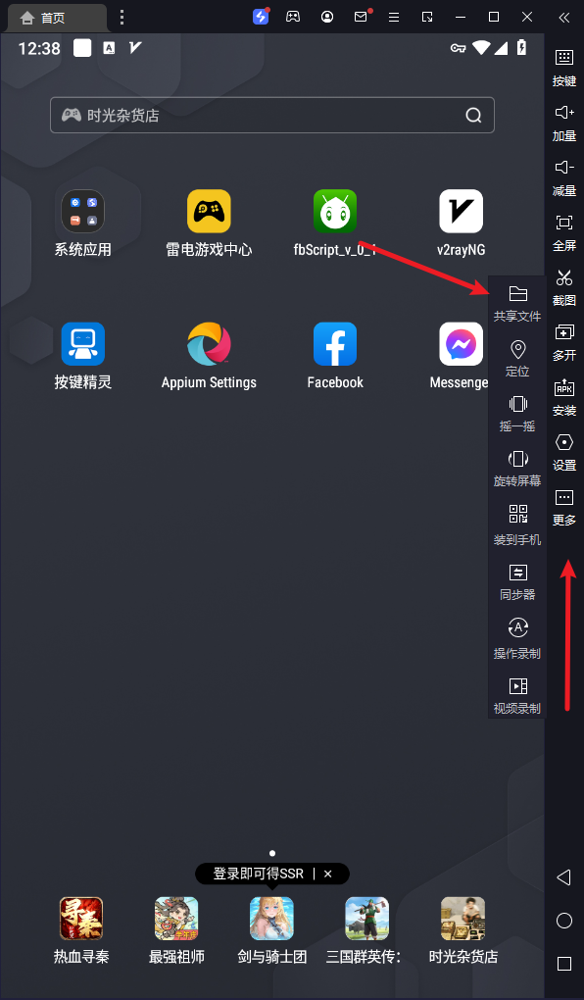 首页
12:38
时光杂货店
系统应用
雷电游戏中心
fbScript_v_0_1
v2rayNG
按键精灵
Appium Settings
Facebook
Messenge
共享文件
定位
摇一摇
旋转屏幕
装到手机
同步器
操作录制
视频录制
按键
加量
减量
全屏
截图
多开
APK
安装
设置
更多
登录即可得SSR
寻秦
热血寻秦
最强祖师
剑与骑士团
三国群英传:
时光杂货店